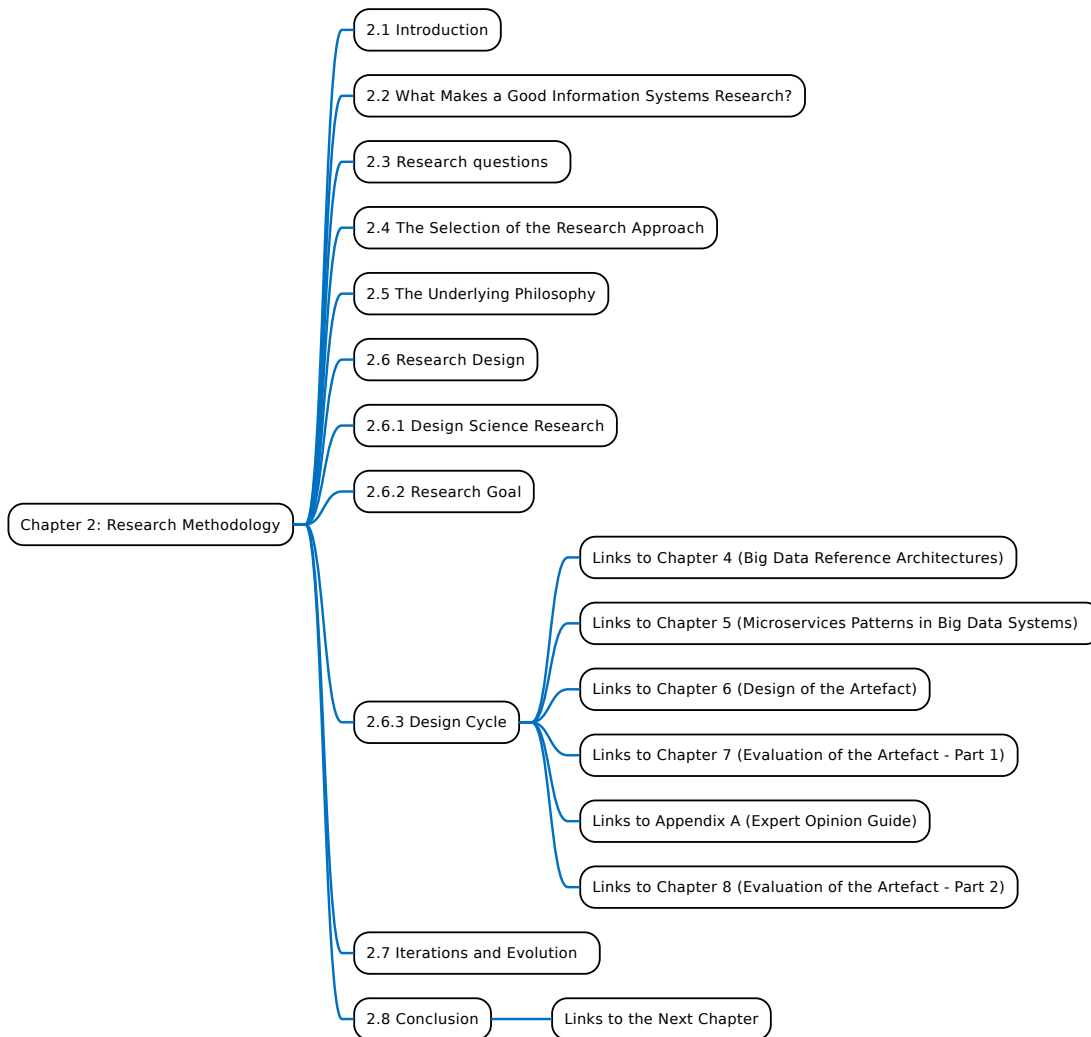 2.1 Introduction
2.2 What Makes a Good Information Systems Research?
2.3 Research questions
2.4 The Selection of the Research Approach
2.5 The Underlying Philosophy
2.6 Research Design
2.6.1 Design Science Research
2.6.2 Research Goal
Chapter 2: Research Methodology
Links to Chapter 4 (Big Data Reference Architectures)
Links to Chapter 5 (Microservices Patterns in Big Data Systems)
Links to Chapter 6 (Design of the Artefact)
2.6.3 Design Cycle
Links to Chapter 7 (Evaluation of the Artefact - Part 1)
Links to Appendix A (Expert Opinion Guide)
Links to Chapter 8 (Evaluation of the Artefact - Part 2)
2.7 Iterations and Evolution
2.8 Conclusion
Links to the Next Chapter